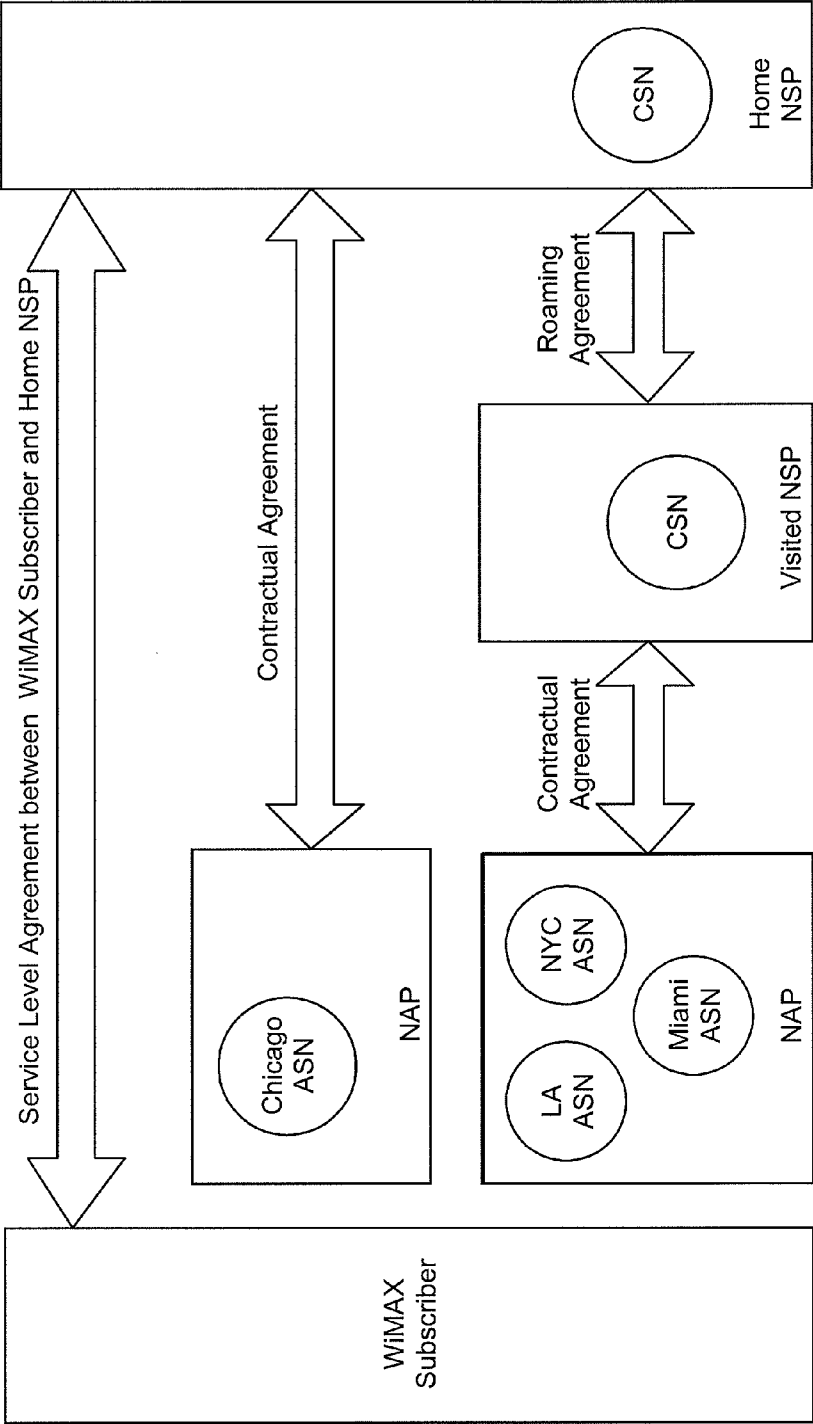 Service Level Agreement between WiMAX Subscriber and Home NSP
WiMAX
Subscriber
Chicago
ASN
NAP
Contractual Agreement
LA
ASN
NYC
ASN
Miami
ASN
NAP
Contractual
Agreement
CSN
Visited NSP
Roaming
Agreement
CSN
Home
NSP